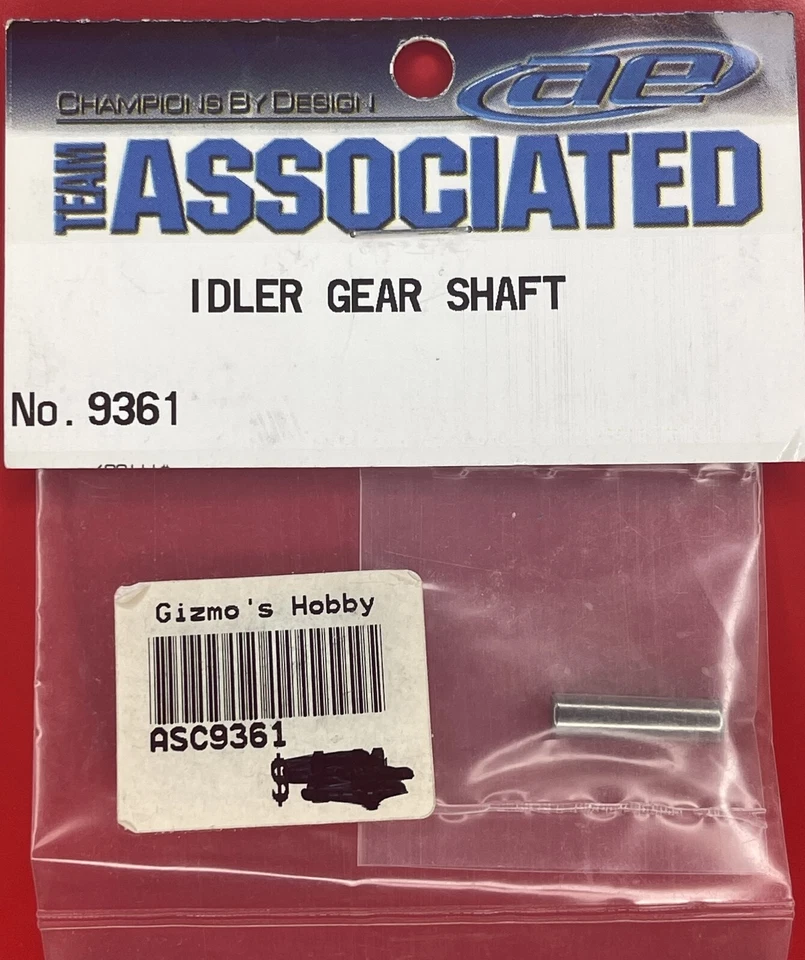 CHAMPIONS BY DESIGN
ae
TEAM ASSOCIATED
IDLER GEAR SHAFT
No. 9361
Gizmo's Hobby
ASC9361
$